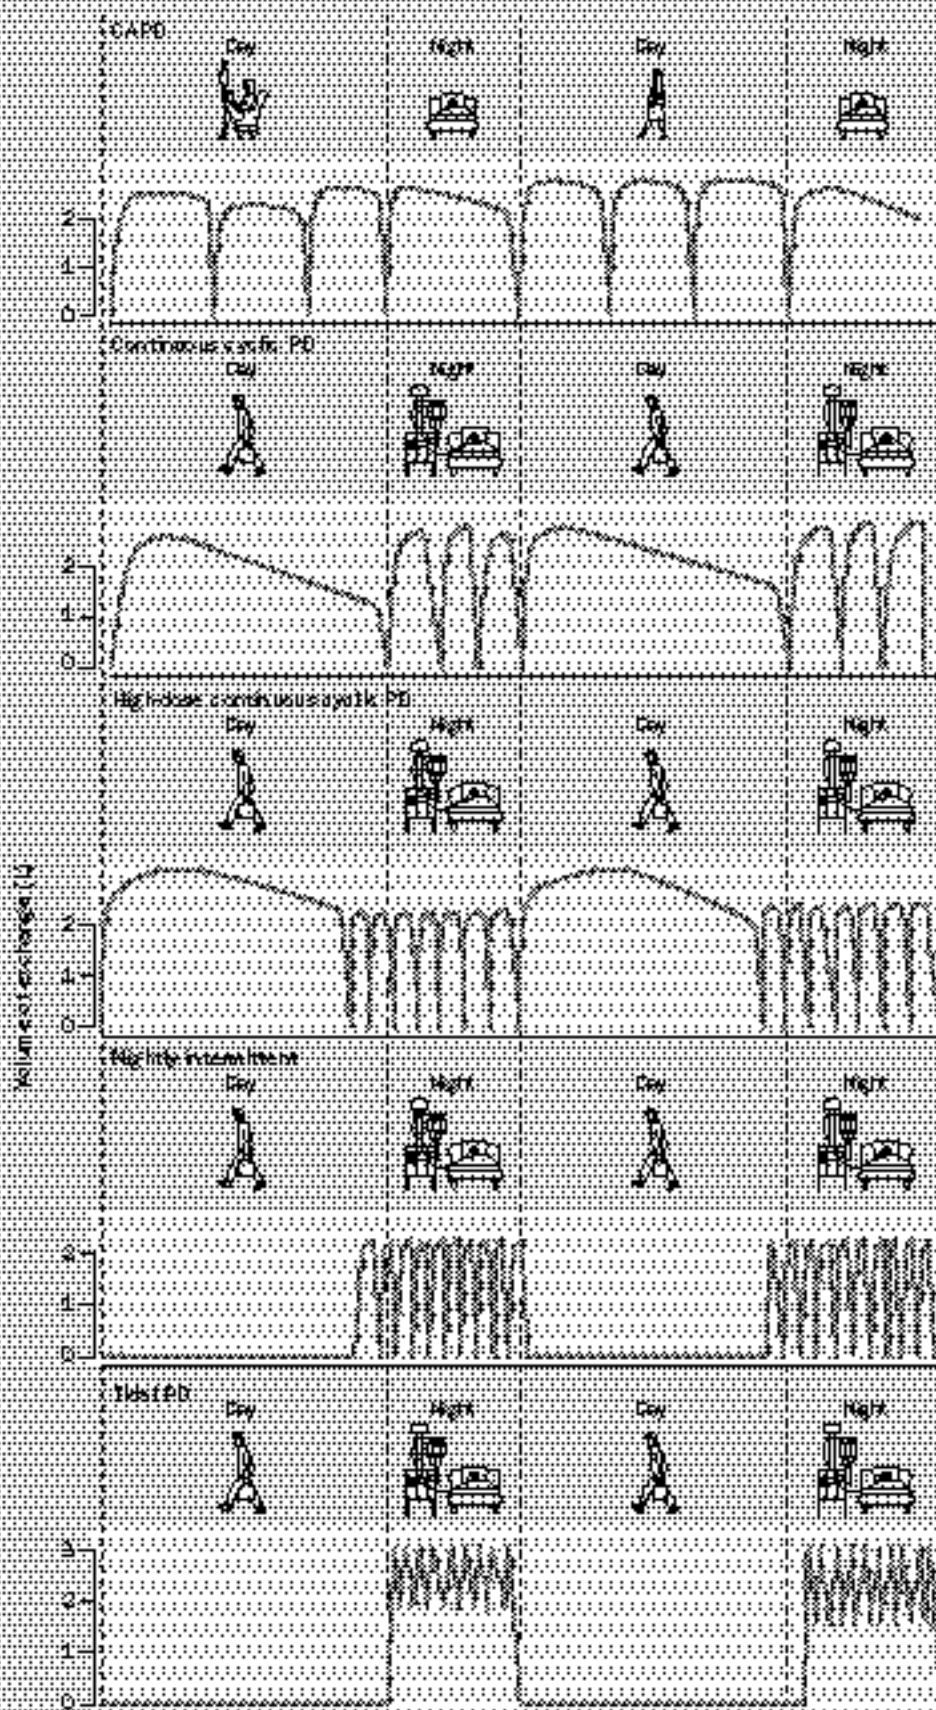 CAPD
Day Night Day Night
2
1
0
Continuous cyclic PD
Day Night Day Night
2
1
0
High-dose continuous cyclic PD
Day Night Day Night
Volume of exchange (L)
2
1
0
Nightly intermittent
Day Night Day Night
2
1
0
Tidal PD
Day Night Day Night
3
2
1
0